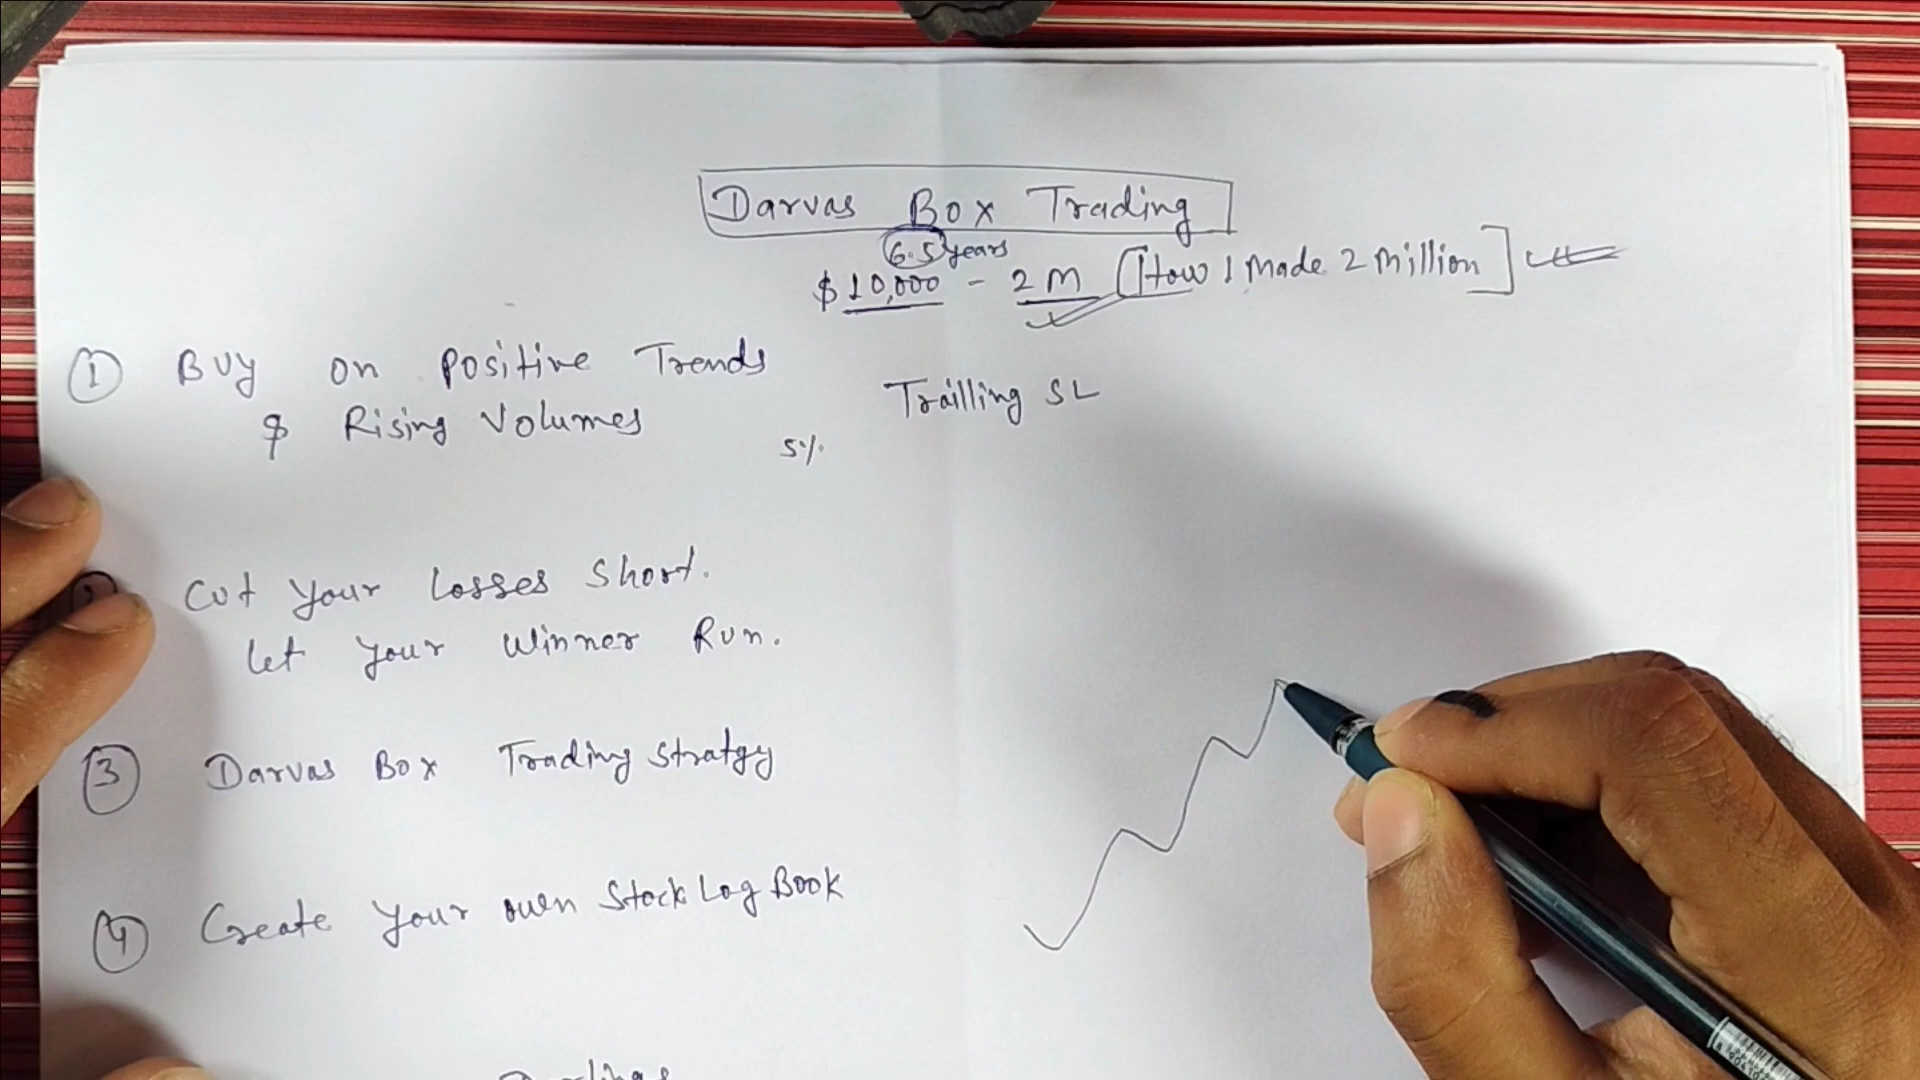 Darvas Box Trading
6.5 years
$10,000 - 2M [How I Made 2 Million]
① Buy on Positive Trends
& Rising Volumes
Trailling SL
5%
Cut Your Losses Short.
Let Your Winner Run.
③ Darvas Box Trading Stratgy
④ Create Your own Stock Log Book